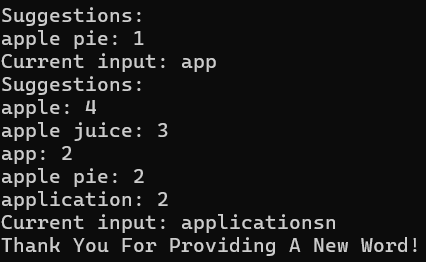 Suggestions:
apple pie: 1
Current input: app
Suggestions:
apple: 4
apple juice: 3
app: 2
apple pie: 2
application: 2
Current input: applicationsn
Thank You For Providing A New Word!